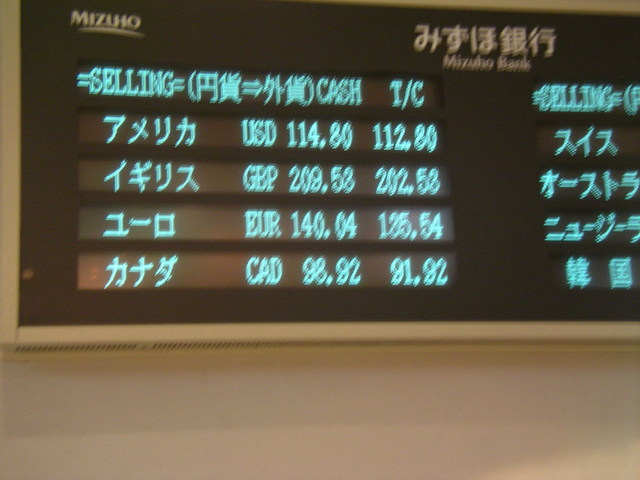 MIZUHO
みずほ銀行
Mizuho Bank
=SELLING=(円貨⇒外貨)CASH T/C
アメリカ USD 114.80 112.80
イギリス GBP 209.58 202.58
ユーロ EUR 140.04 135.54
カナダ CAD 98.92 91.92
=SELLING=(円
スイス
オーストラ
ニュージーラ
韓国